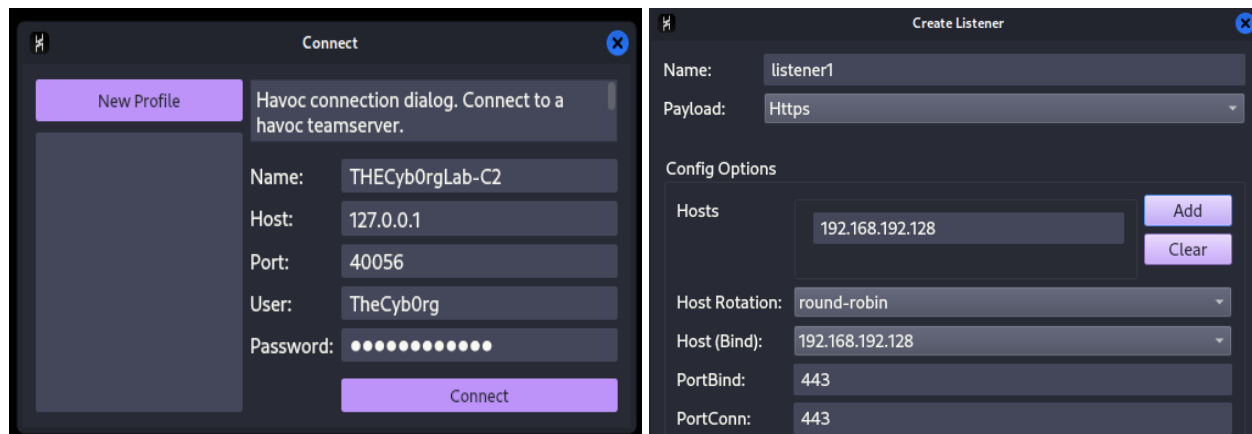 Connect
New Profile
Havoc connection dialog. Connect to a
havoc teamserver.
Name: THECyb0rgLab-C2
Host: 127.0.0.1
Port: 40056
User: TheCyb0rg
Password: ●●●●●●●●●●●●
Connect
Create Listener
Name: listener1
Payload: Https
Config Options
Hosts 192.168.192.128 Add
Clear
Host Rotation: round-robin
Host (Bind): 192.168.192.128
PortBind: 443
PortConn: 443